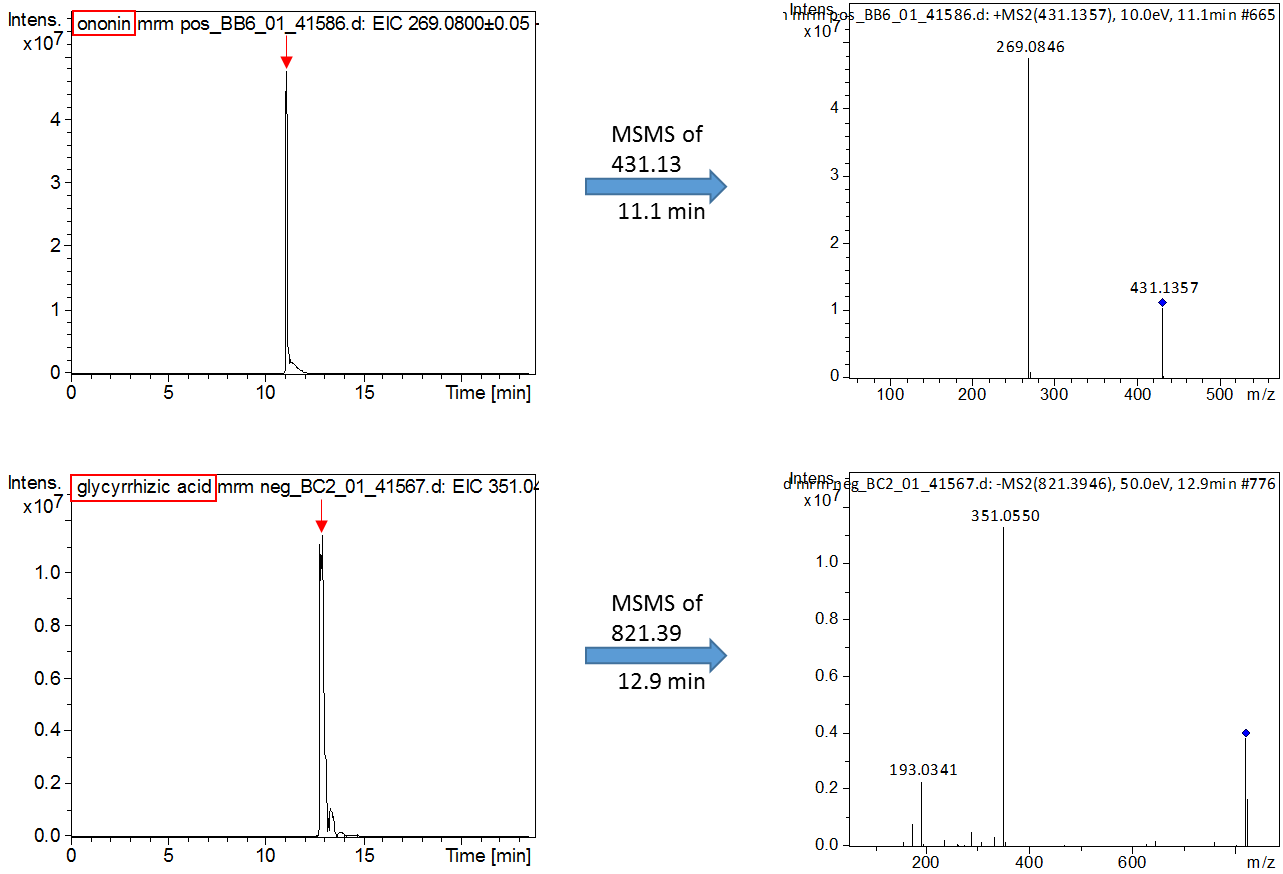 Intens.
x10⁷
ononin mrm pos_BB6_01_41586.d: EIC 269.0800±0.05 -
4
3
2
1
0
0 5 10 15 Time [min]
MSMS of
431.13
11.1 min
Intens.
mrm pos_BB6_01_41586.d: +MS2(431.1357), 10.0eV, 11.1min #665
x10⁷
269.0846
4
3
2
431.1357
1
0
100 200 300 400 500 m/z
Intens.
x10⁷
glycyrrhizic acid mrm neg_BC2_01_41567.d: EIC 351.04
1.0
0.8
0.6
0.4
0.2
0.0
0 5 10 15 Time [min]
MSMS of
821.39
12.9 min
Intens.
d mrm neg_BC2_01_41567.d: -MS2(821.3946), 50.0eV, 12.9min #776
x10⁷
351.0550
1.0
0.8
0.6
0.4
193.0341
0.2
0.0
200 400 600 m/z